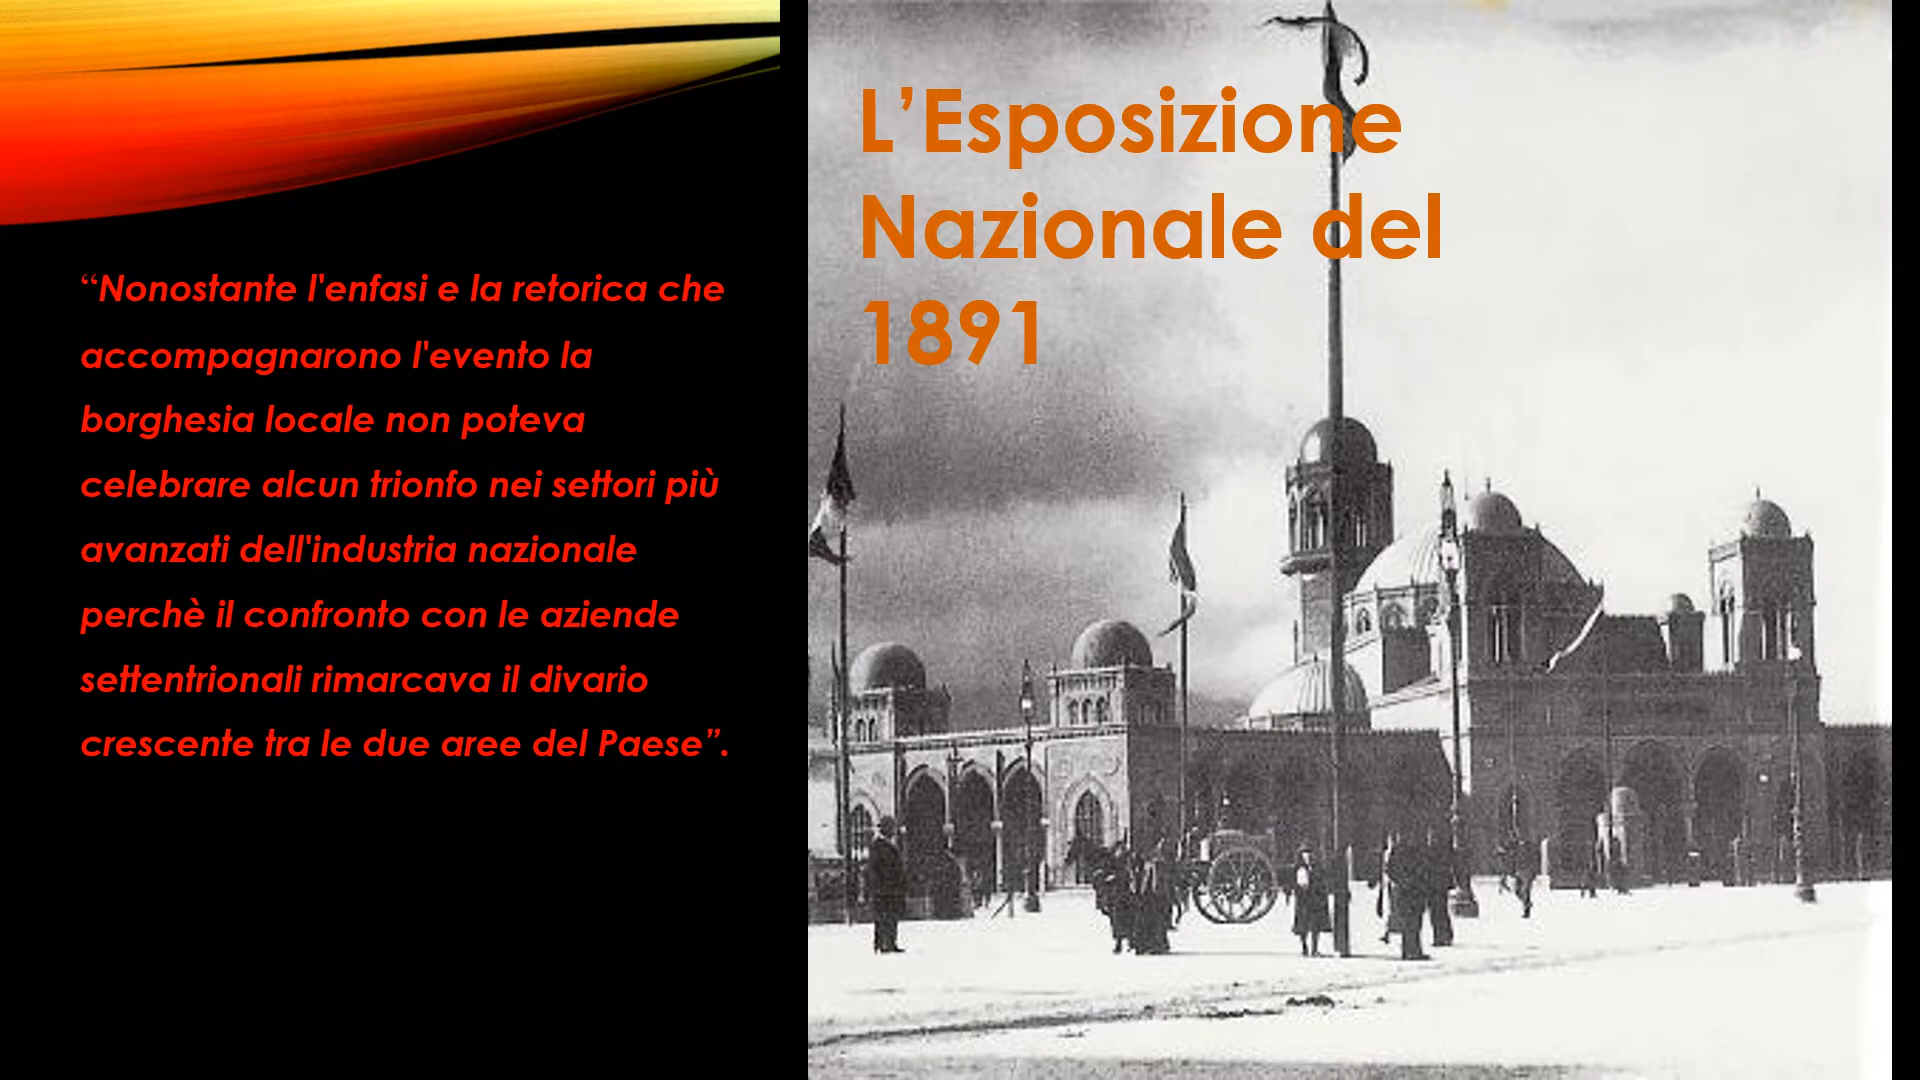 “Nonostante l'enfasi e la retorica che
accompagnarono l'evento la
borghesia locale non poteva
celebrare alcun trionfo nei settori più
avanzati dell'industria nazionale
perchè il confronto con le aziende
settentrionali rimarcava il divario
crescente tra le due aree del Paese”.
L’Esposizione
Nazionale del
1891